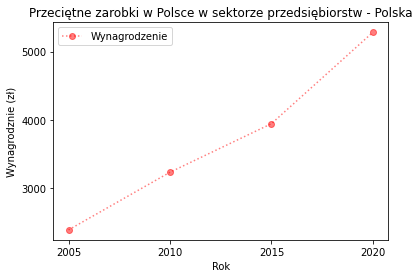 Przeciętne zarobki w Polsce w sektorze przedsiębiorstw - Polska
Wynagrodzenie
5000
4000
3000
Wynagrodznie (zł)
2005 2010 2015 2020
Rok